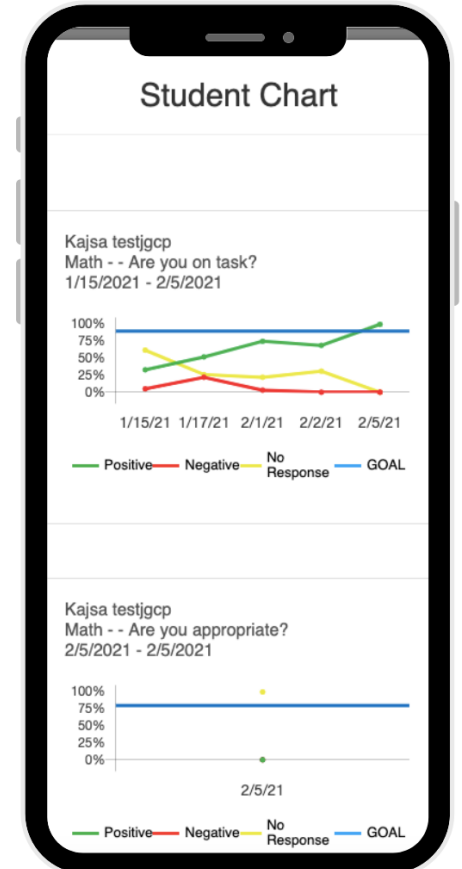 Student Chart
Kajsa testjgcp
Math - - Are you on task?
1/15/2021 - 2/5/2021
100%
75%
50%
25%
0%
1/15/21 1/17/21 2/1/21 2/2/21 2/5/21
Positive Negative No Response GOAL
Kajsa testjgcp
Math - - Are you appropriate?
2/5/2021 - 2/5/2021
100%
75%
50%
25%
0%
2/5/21
Positive Negative No Response GOAL